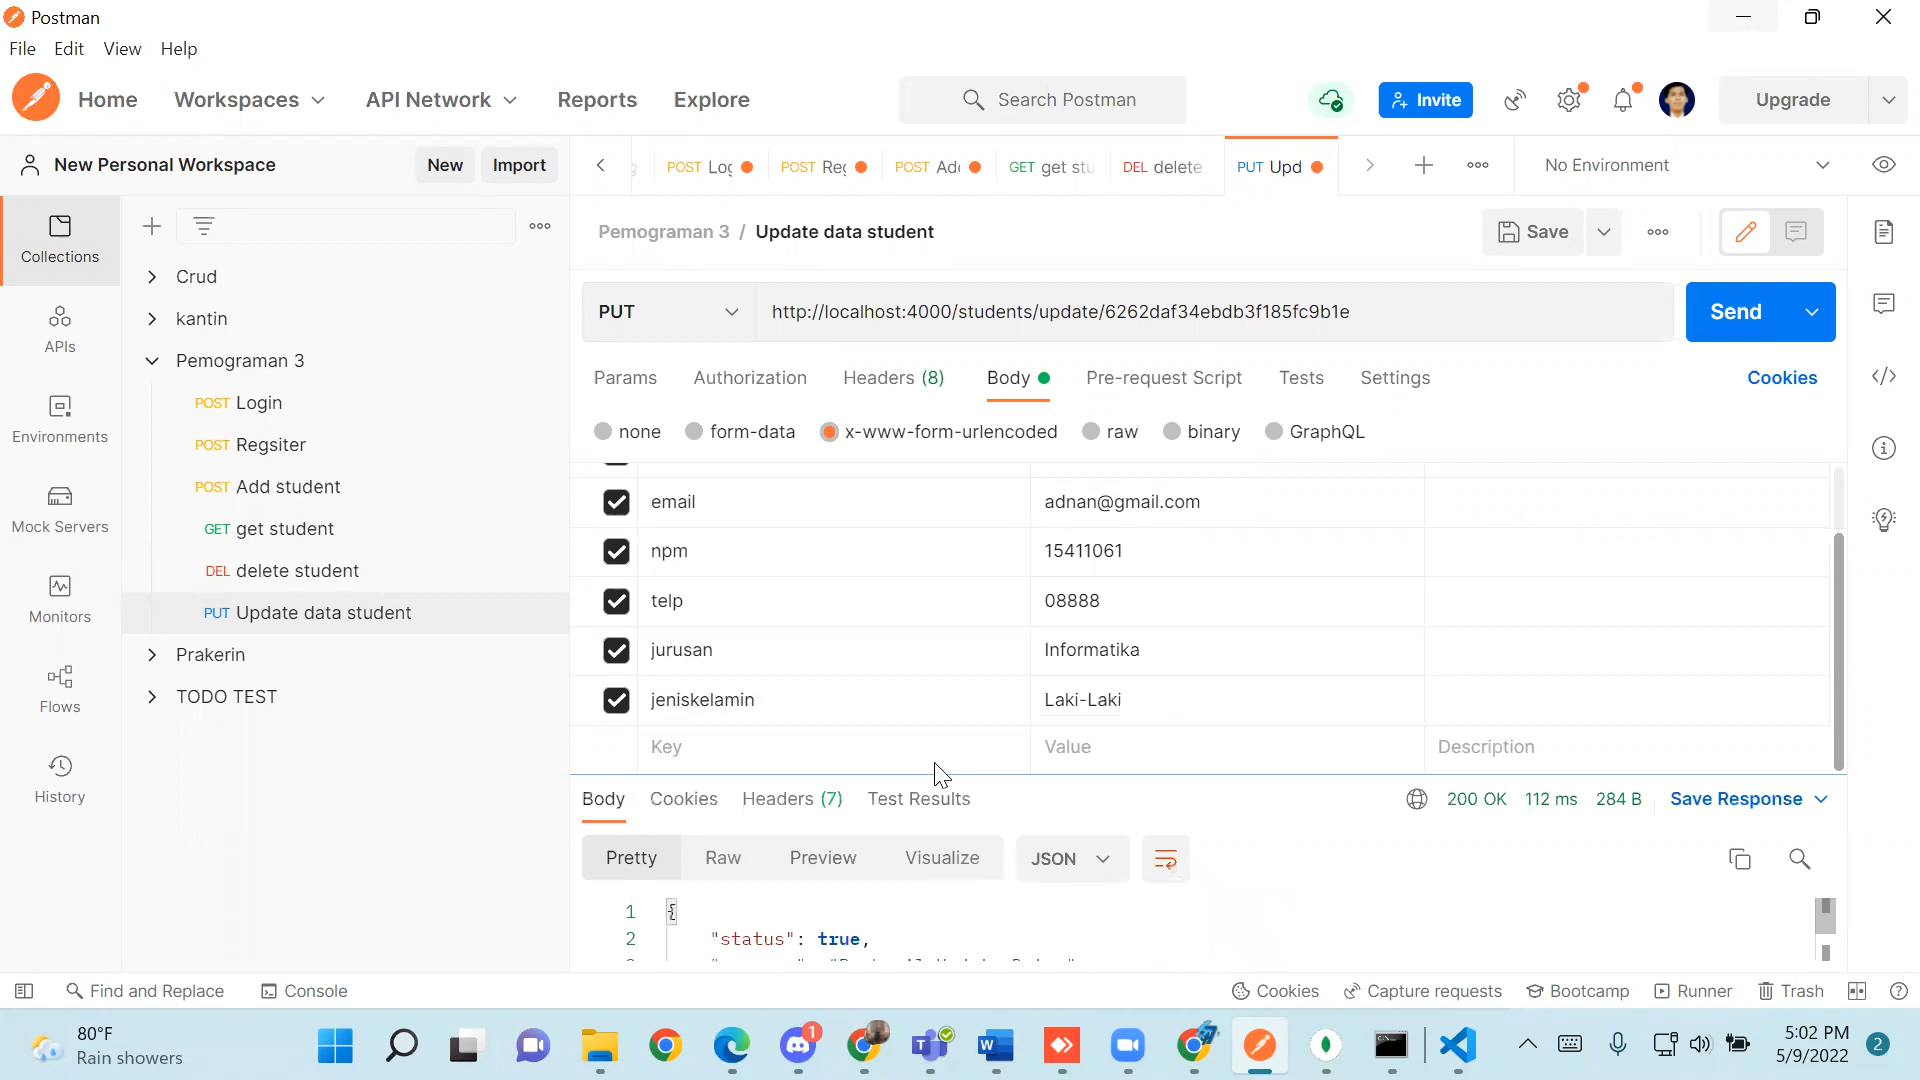 Postman
File Edit View Help
Home Workspaces API Network Reports Explore Search Postman Invite Upgrade
New Personal Workspace New Import
POST Log POST Reg POST Add GET get stu DEL delete PUT Upd No Environment
Collections
APIs
Environments
Mock Servers
Monitors
Flows
History
Crud
kantin
Pemograman 3
POST Login
POST Regsiter
POST Add student
GET get student
DEL delete student
PUT Update data student
Prakerin
TODO TEST
Pemograman 3 / Update data student Save
PUT http://localhost:4000/students/update/6262daf34ebdb3f185fc9b1e Send
Params Authorization Headers (8) Body Pre-request Script Tests Settings Cookies
none form-data x-www-form-urlencoded raw binary GraphQL
email adnan@gmail.com
npm 15411061
telp 08888
jurusan Informatika
jeniskelamin Laki-Laki
Key Value Description
Body Cookies Headers (7) Test Results 200 OK 112 ms 284 B Save Response
Pretty Raw Preview Visualize JSON
1 {
2 "status": true,
Find and Replace Console Cookies Capture requests Bootcamp Runner Trash
80°F
Rain showers
1
5:02 PM
5/9/2022
2